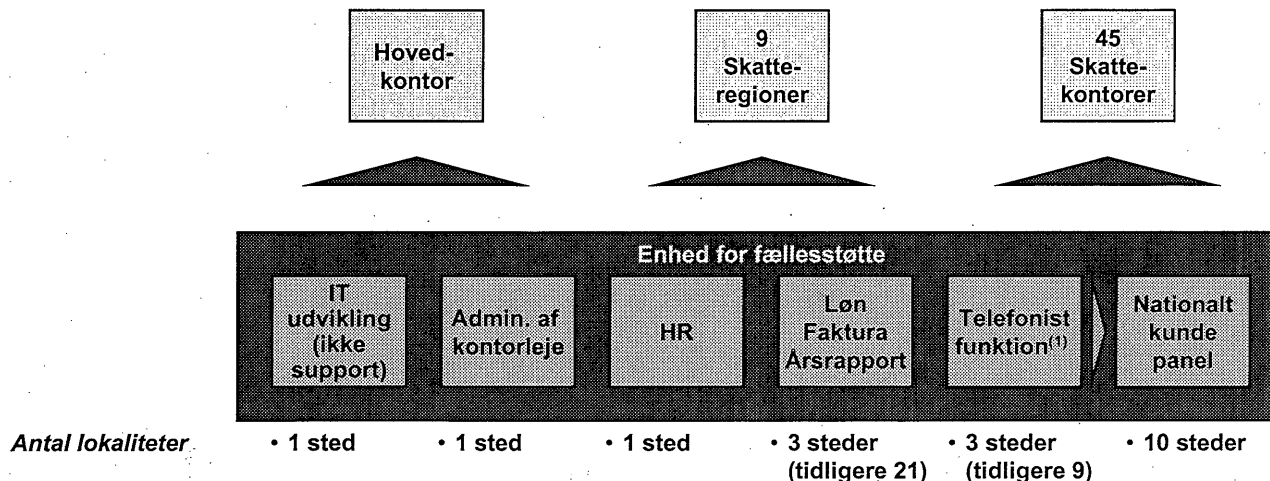 Hoved-
kontor
9
Skatte-
regioner
45
Skatte-
kontorer
Enhed for fællesstøtte
IT
udvikling
(ikke
support)
Admin. af
kontorleje
HR
Løn
Faktura
Årsrapport
Telefonist
funktion(1)
Nationalt
kunde
panel
Antal lokaliteter
• 1 sted
• 1 sted
• 1 sted
• 3 steder
(tidligere 21)
• 3 steder
(tidligere 9)
• 10 steder